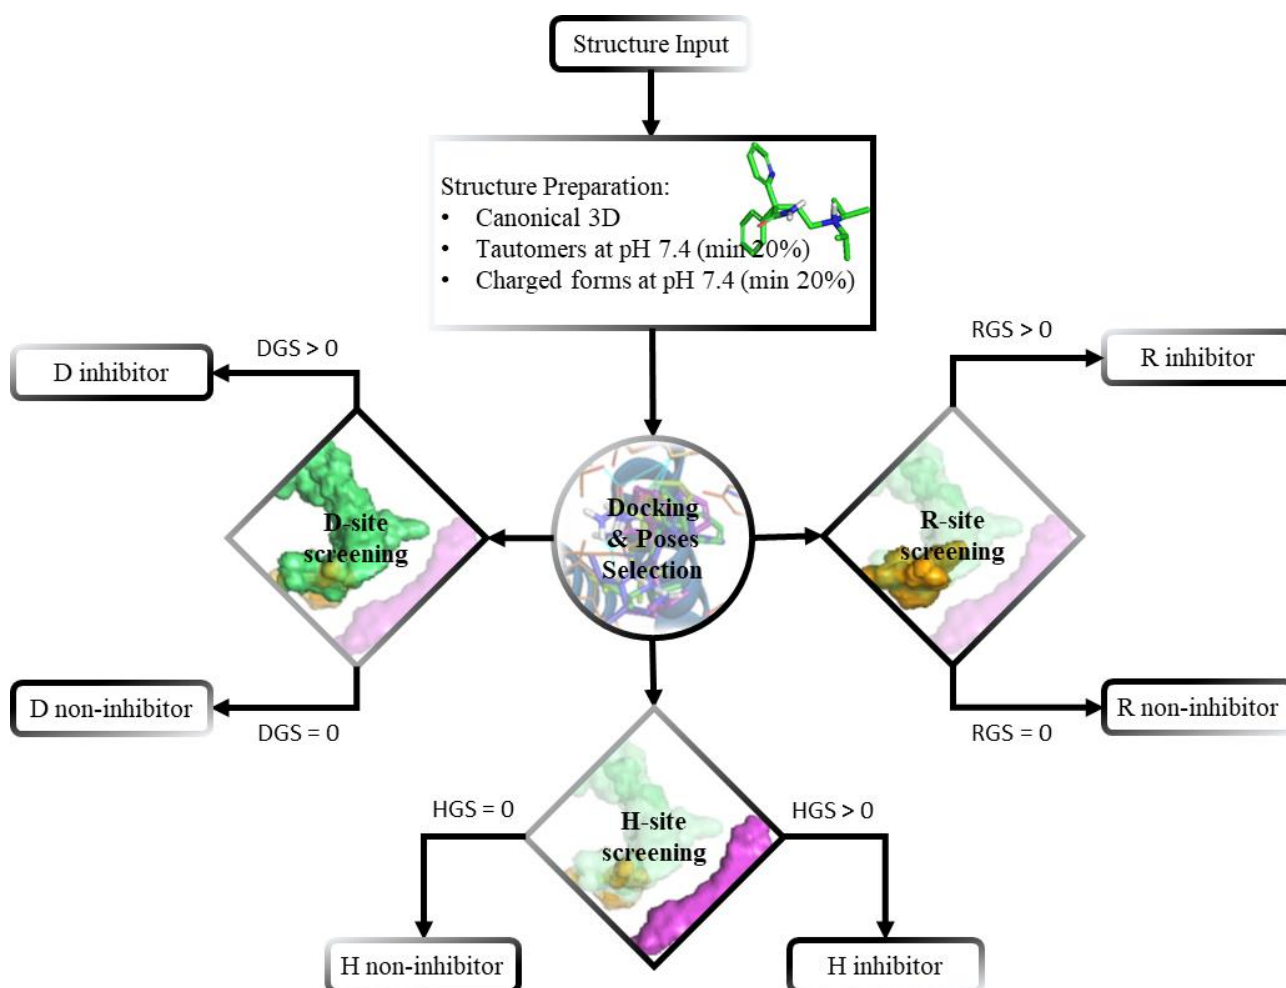 Structure Input
Structure Preparation:
• Canonical 3D
• Tautomers at pH 7.4 (min 20%)
• Charged forms at pH 7.4 (min 20%)
DGS > 0
RGS > 0
D inhibitor
R inhibitor
D-site
screening
Docking
& Poses
Selection
R-site
screening
D non-inhibitor
R non-inhibitor
DGS = 0
RGS = 0
HGS = 0
HGS > 0
H-site
screening
H non-inhibitor
H inhibitor